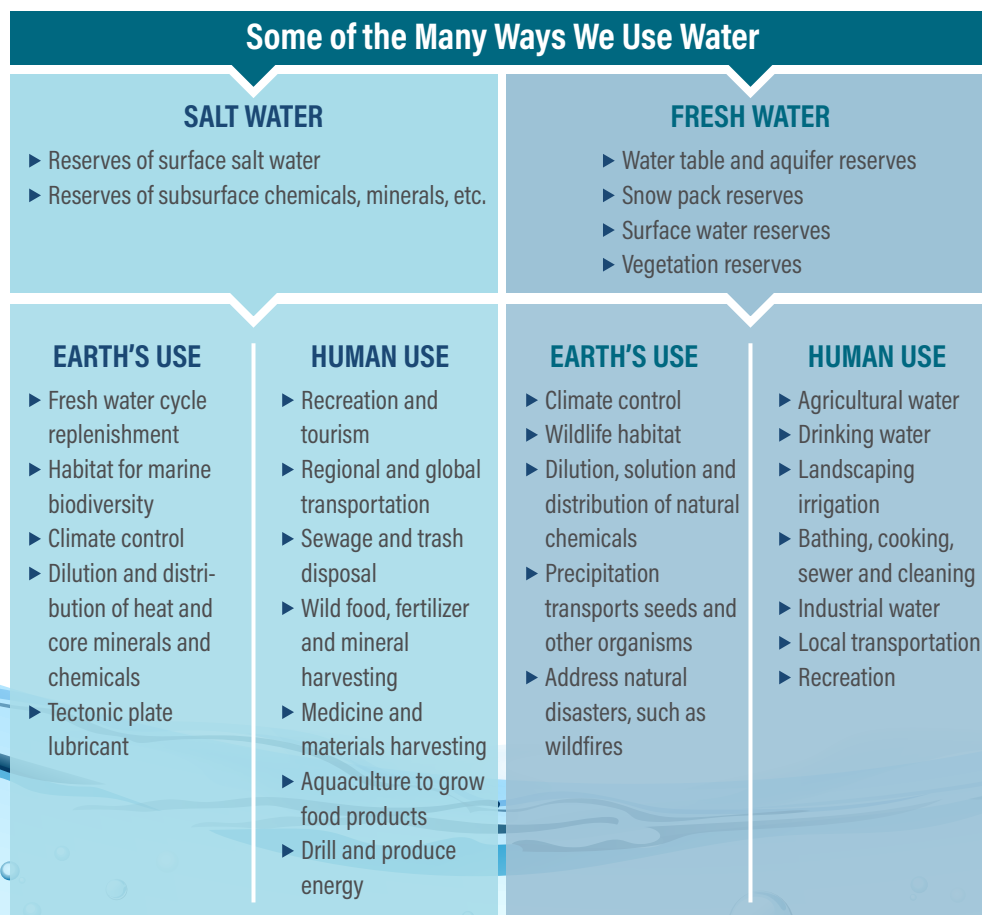 Some of the Many Ways We Use Water
SALT WATER
▶ Reserves of surface salt water
▶ Reserves of subsurface chemicals, minerals, etc.
FRESH WATER
▶ Water table and aquifer reserves
▶ Snow pack reserves
▶ Surface water reserves
▶ Vegetation reserves
EARTH'S USE
▶ Fresh water cycle
replenishment
▶ Habitat for marine
biodiversity
▶ Climate control
▶ Dilution and distri-
bution of heat and
core minerals and
chemicals
▶ Tectonic plate
lubricant
HUMAN USE
▶ Recreation and
tourism
▶ Regional and global
transportation
▶ Sewage and trash
disposal
▶ Wild food, fertilizer
and mineral
harvesting
▶ Medicine and
materials harvesting
▶ Aquaculture to grow
food products
▶ Drill and produce
energy
EARTH'S USE
▶ Climate control
▶ Wildlife habitat
▶ Dilution, solution and
distribution of natural
chemicals
▶ Precipitation
transports seeds and
other organisms
▶ Address natural
disasters, such as
wildfires
HUMAN USE
▶ Agricultural water
▶ Drinking water
▶ Landscaping
irrigation
▶ Bathing, cooking,
sewer and cleaning
▶ Industrial water
▶ Local transportation
▶ Recreation